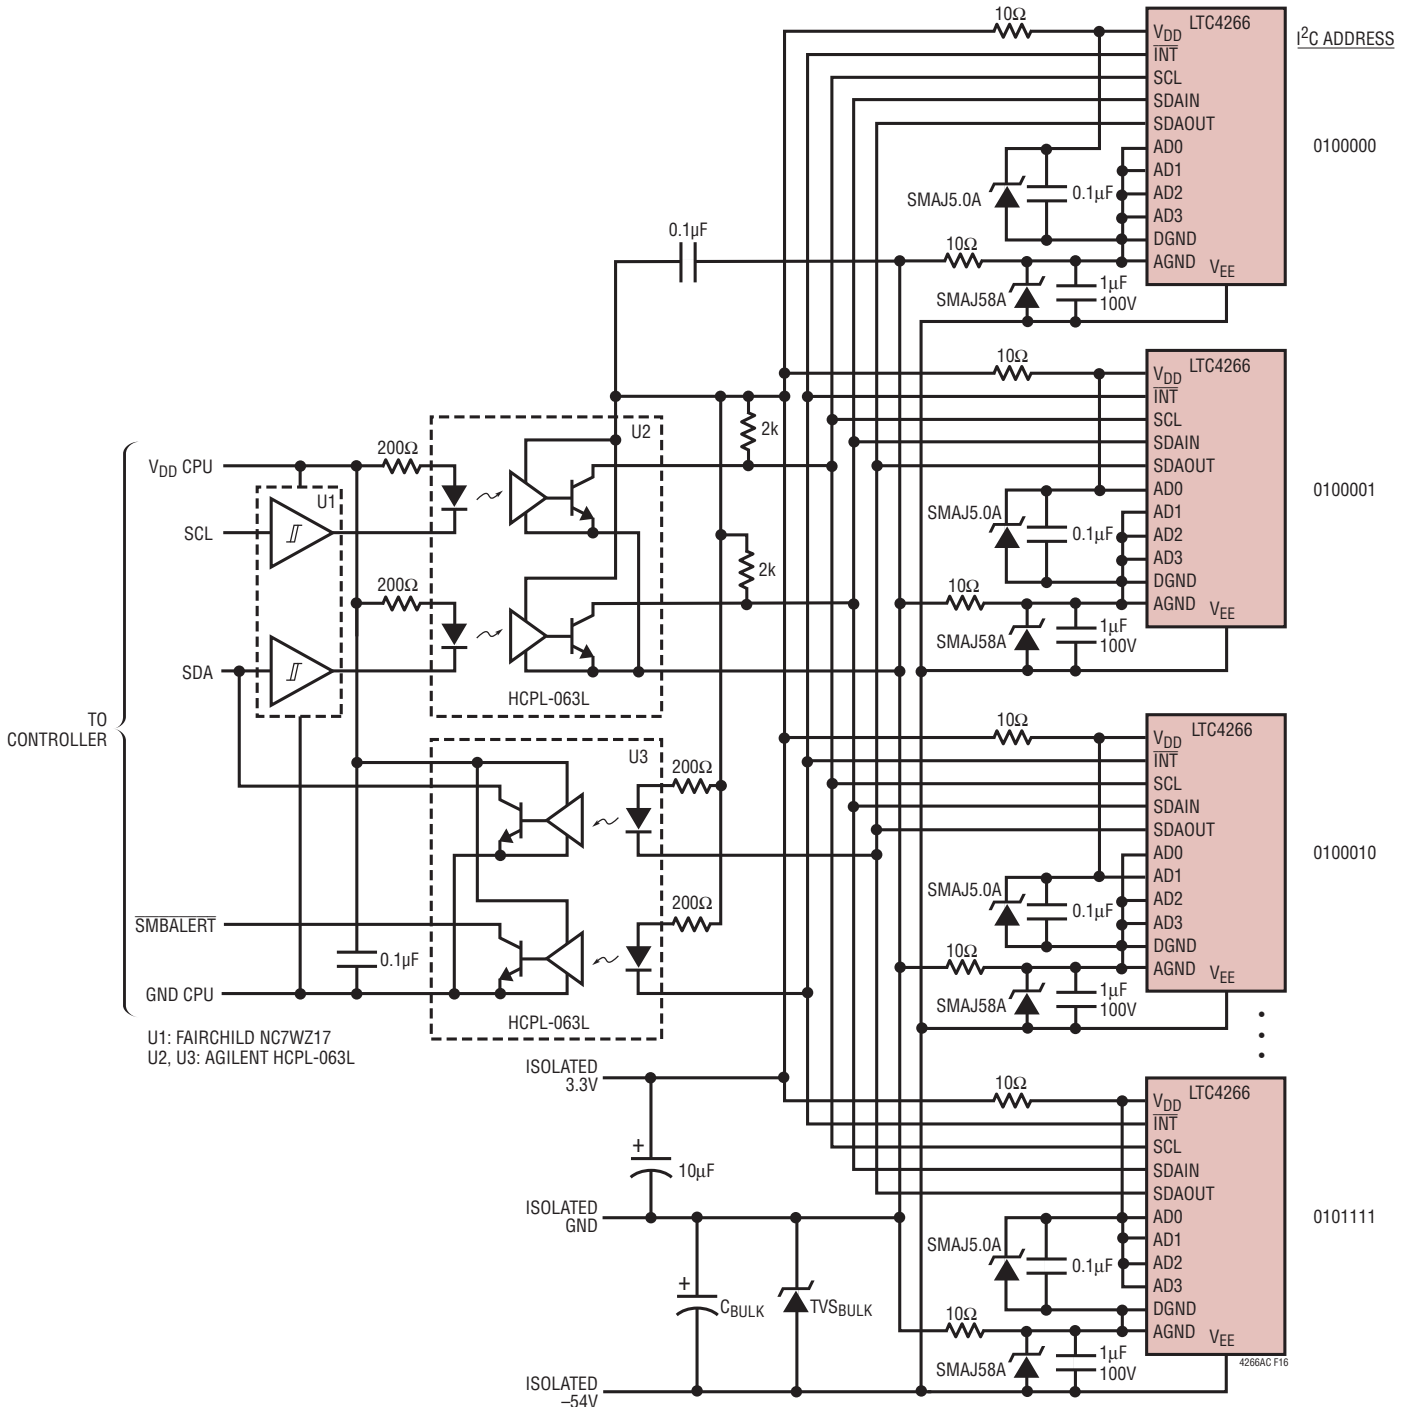 10Ω
LTC4266
I²C ADDRESS
VDD
INT
SCL
SDAIN
SDAOUT
AD0
AD1
AD2
AD3
DGND
AGND
VEE
0100000
SMAJ5.0A
0.1µF
10Ω
SMAJ58A
1µF
100V
0.1µF
10Ω
LTC4266
VDD
INT
SCL
SDAIN
SDAOUT
AD0
AD1
AD2
AD3
DGND
AGND
VEE
0100001
SMAJ5.0A
0.1µF
10Ω
SMAJ58A
1µF
100V
TO
CONTROLLER
VDD CPU
SCL
SDA
SMBALERT
GND CPU
U1
200Ω
200Ω
U2
HCPL-063L
2k
2k
U3
200Ω
200Ω
HCPL-063L
0.1µF
U1: FAIRCHILD NC7WZ17
U2, U3: AGILENT HCPL-063L
10Ω
LTC4266
VDD
INT
SCL
SDAIN
SDAOUT
AD0
AD1
AD2
AD3
DGND
AGND
VEE
0100010
SMAJ5.0A
0.1µF
10Ω
SMAJ58A
1µF
100V
ISOLATED
3.3V
+
10µF
ISOLATED
GND
+
CBULK
TVSBULK
ISOLATED
–54V
10Ω
LTC4266
VDD
INT
SCL
SDAIN
SDAOUT
AD0
AD1
AD2
AD3
DGND
AGND
VEE
0101111
SMAJ5.0A
0.1µF
10Ω
SMAJ58A
1µF
100V
4266AC F16